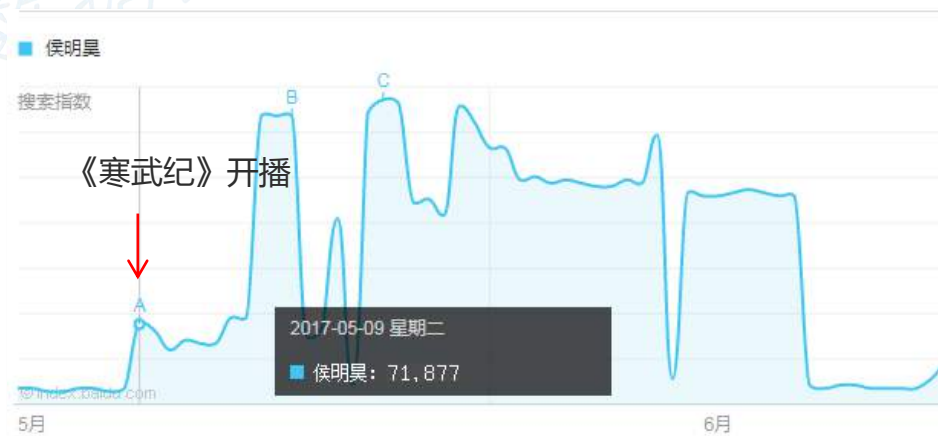 侯明昊
搜索指数
B
C
《寒武纪》开播
A
2017-05-09 星期二
侯明昊：71,877
© index.baidu.com
5月
6月